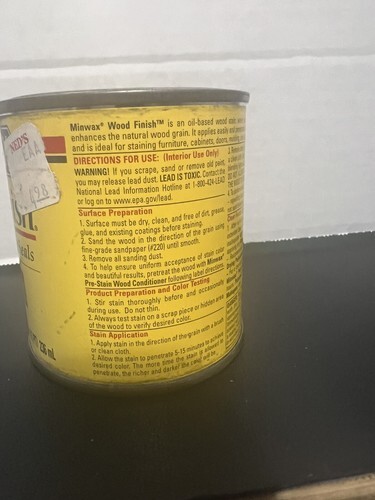 Minwax® Wood Finish™ is an oil-based wood stain
enhances the natural wood grain. It applies easily
and is ideal for staining furniture, cabinets, doors,
DIRECTIONS FOR USE: (Interior Use Only)
WARNING! If you scrape, sand or remove old paint,
you may release lead dust. LEAD IS TOXIC. Contact the
National Lead Information Hotline at 1-800-424-LEAD
or log on to www.epa.gov/lead.
Surface Preparation
1. Surface must be dry, clean, and free of dirt, grease,
glue, and existing coatings before staining.
2. Sand the wood in the direction of the grain using
fine-grade sandpaper (#220) until smooth.
3. Remove all sanding dust.
4. To help ensure uniform acceptance of stain color
and beautiful results, pretreat the wood with Minwax®
Pre-Stain Wood Conditioner following label directions.
Product Preparation and Color Testing
1. Stir stain thoroughly before and occasionally
during use. Do not thin.
2. Always test stain on a scrap piece or hidden area
of the wood to verify desired color.
Stain Application
1. Apply stain in the direction of the grain with a brush
or clean cloth.
2. Allow the stain to penetrate 5-15 minutes to achieve
desired color. The more time the stain is allowed to
penetrate, the richer and darker the color will be.
NED'S
236 mL